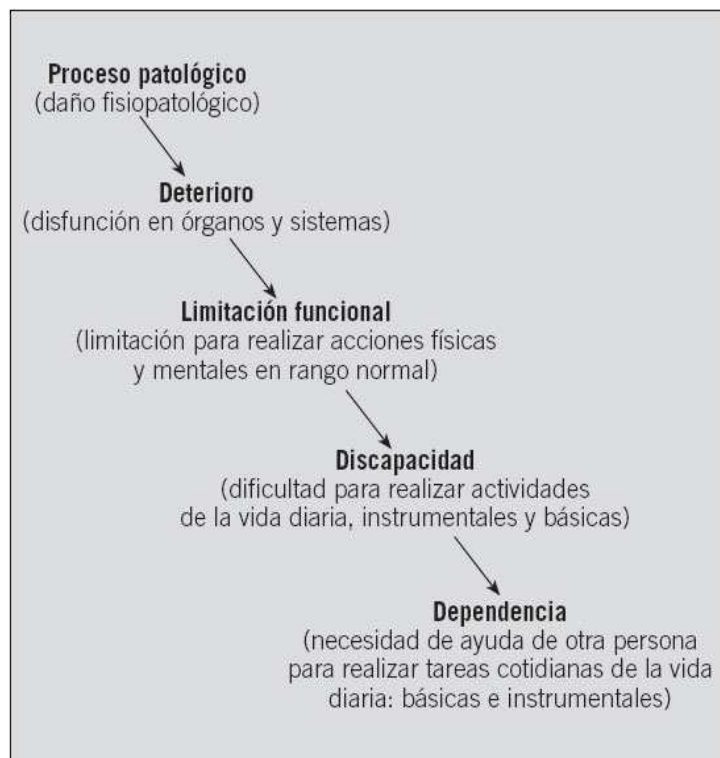 Proceso patológico
(daño fisiopatológico)
Deterioro
(disfunción en órganos y sistemas)
Limitación funcional
(limitación para realizar acciones físicas
y mentales en rango normal)
Discapacidad
(dificultad para realizar actividades
de la vida diaria, instrumentales y básicas)
Dependencia
(necesidad de ayuda de otra persona
para realizar tareas cotidianas de la vida
diaria: básicas e instrumentales)